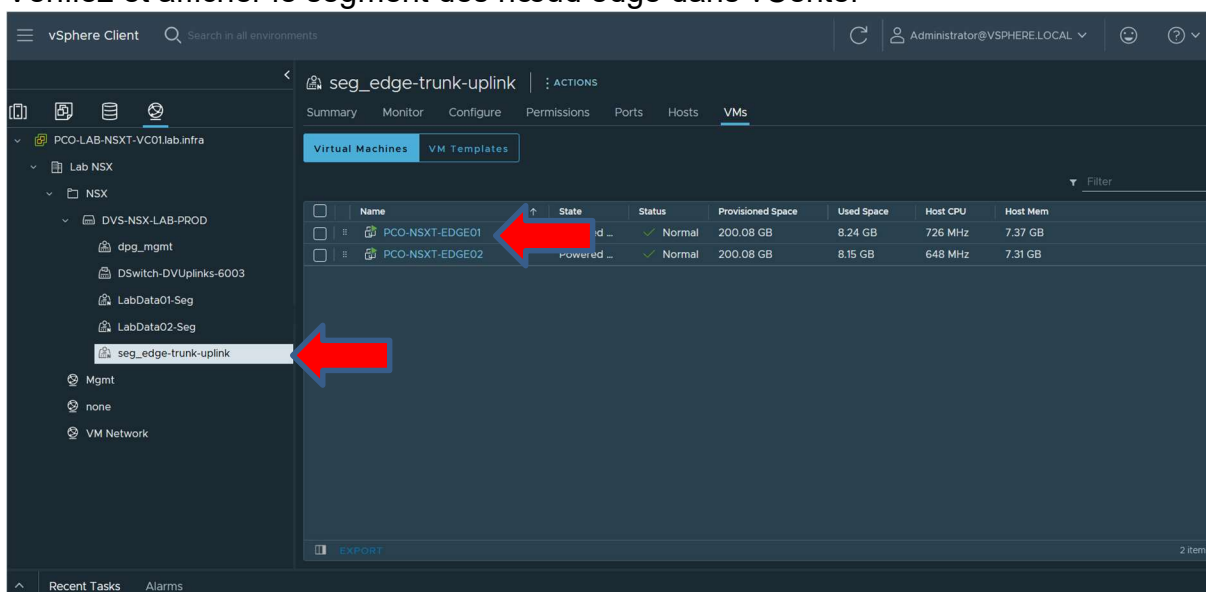 Vérifiez et afficher le segment des nœud edge dans vCenter
vSphere Client
Search in all environments
Administrator@VSPHERE.LOCAL
seg_edge-trunk-uplink
ACTIONS
Summary Monitor Configure Permissions Ports Hosts VMs
Virtual Machines VM Templates
PCO-LAB-NSXT-VC01.lab.infra
Lab NSX
NSX
DVS-NSX-LAB-PROD
dpg_mgmt
DSwitch-DVUplinks-6003
LabData01-Seg
LabData02-Seg
seg_edge-trunk-uplink
Mgmt
none
VM Network
Filter
Name State Status Provisioned Space Used Space Host CPU Host Mem
PCO-NSXT-EDGE01 Normal 200.08 GB 8.24 GB 726 MHz 7.37 GB
PCO-NSXT-EDGE02 Powered ... Normal 200.08 GB 8.15 GB 648 MHz 7.31 GB
EXPORT
2 item
Recent Tasks Alarms